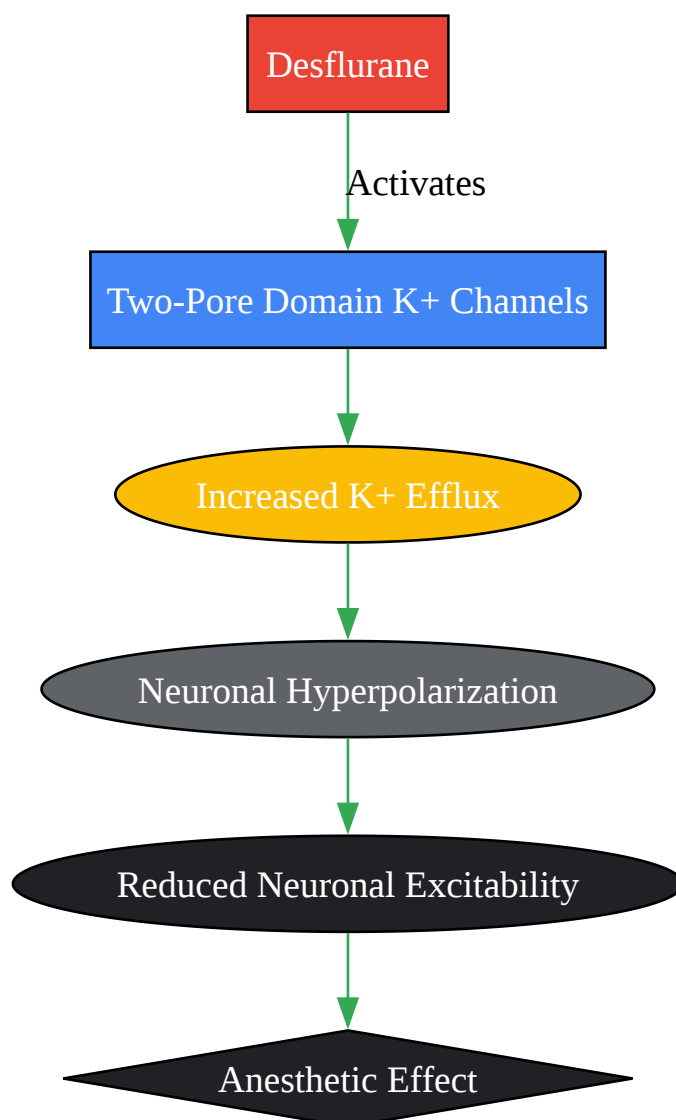 Desflurane
Activates
Two-Pore Domain K+ Channels
Increased K+ Efflux
Neuronal Hyperpolarization
Reduced Neuronal Excitability
Anesthetic Effect